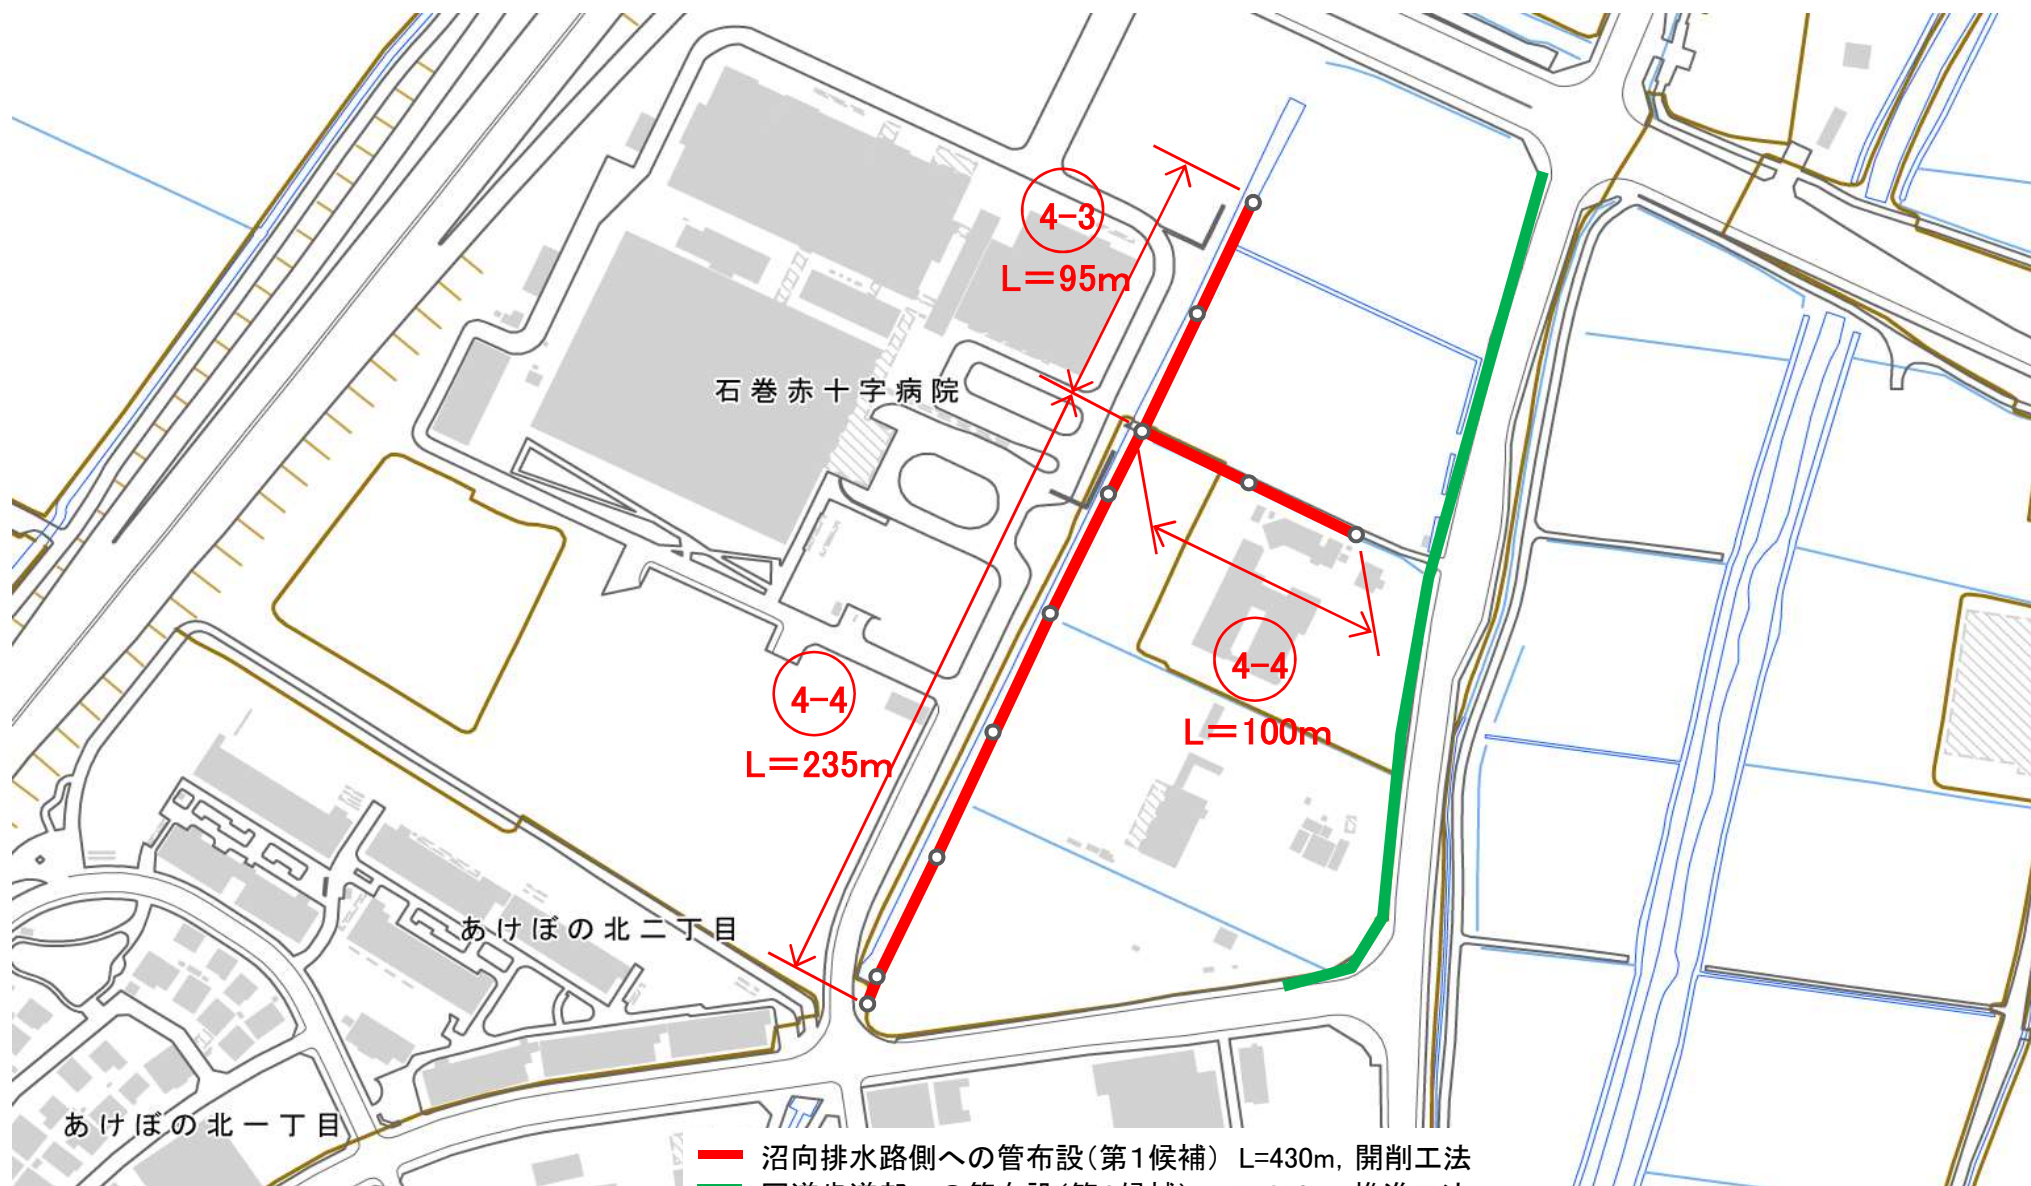 4-3
L=95m
石巻赤十字病院
4-4
L=235m
4-4
L=100m
あけぼの北二丁目
あけぼの北一丁目
沼向排水路側への管布設(第1候補) L=430m, 開削工法